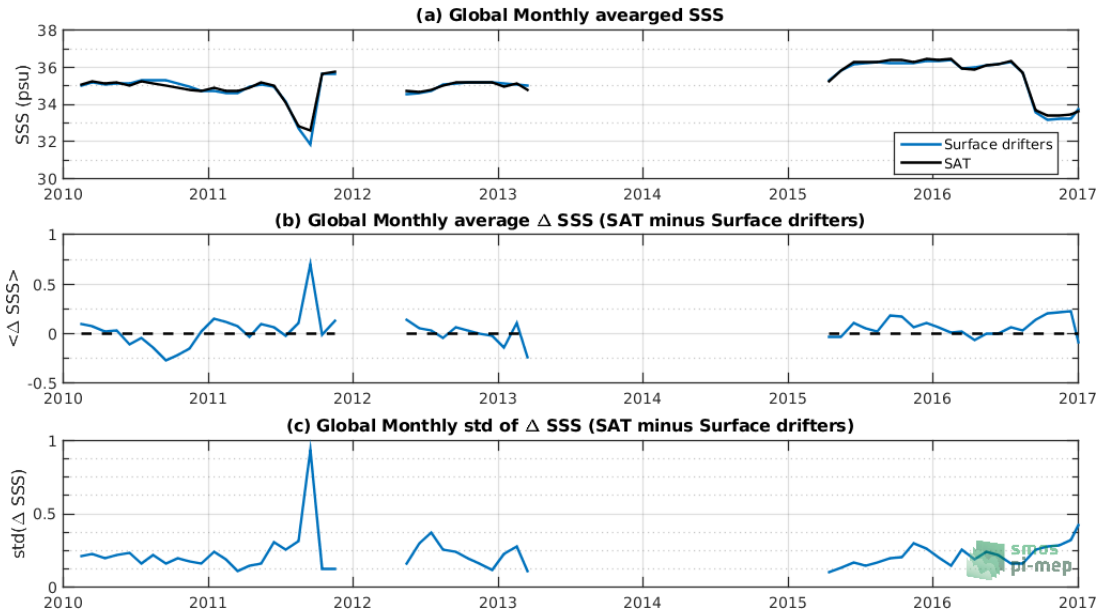 (a) Global Monthly avearged SSS
SSS (psu)
38
36
34
32
30
Surface drifters
SAT
2010 2011 2012 2013 2014 2015 2016 2017
(b) Global Monthly average Δ SSS (SAT minus Surface drifters)
<Δ SSS>
1
0.5
0
-0.5
2010 2011 2012 2013 2014 2015 2016 2017
(c) Global Monthly std of Δ SSS (SAT minus Surface drifters)
std(Δ SSS)
1
0.5
0
smos
pi-mep
2010 2011 2012 2013 2014 2015 2016 2017